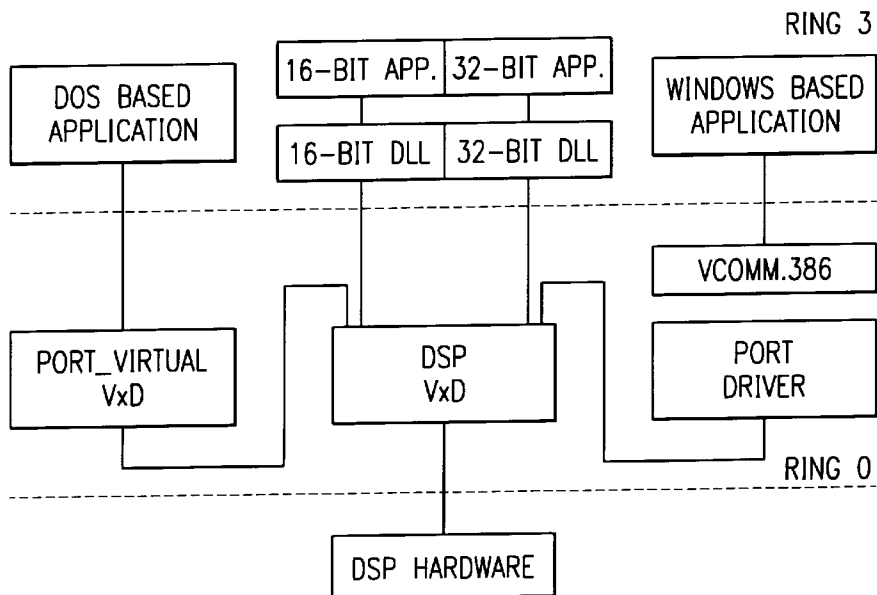 RING 3
DOS BASED
APPLICATION
16-BIT APP.
32-BIT APP.
16-BIT DLL
32-BIT DLL
WINDOWS BASED
APPLICATION
VCOMM.386
PORT_VIRTUAL
VxD
DSP
VxD
PORT
DRIVER
RING 0
DSP HARDWARE